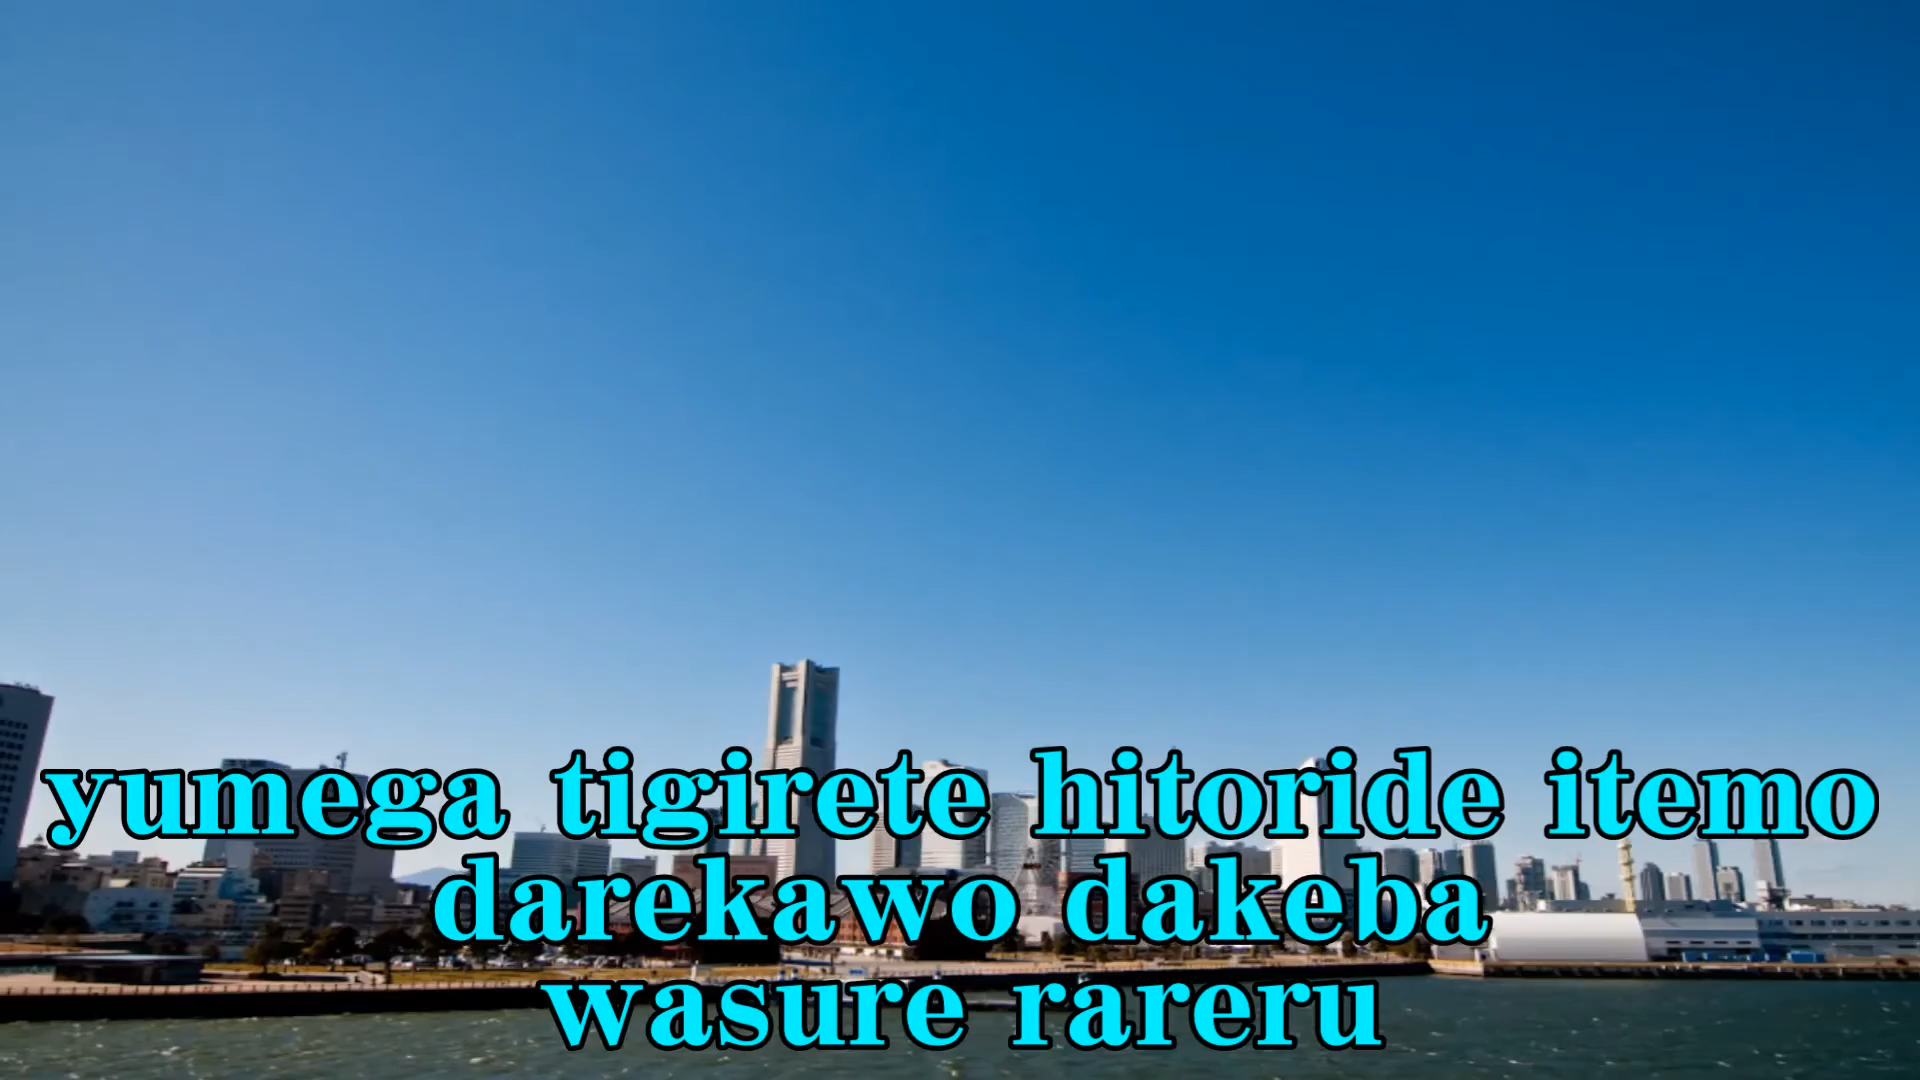 yumega tigirete hitoride itemo
darekawo dakeba
wasure rareru